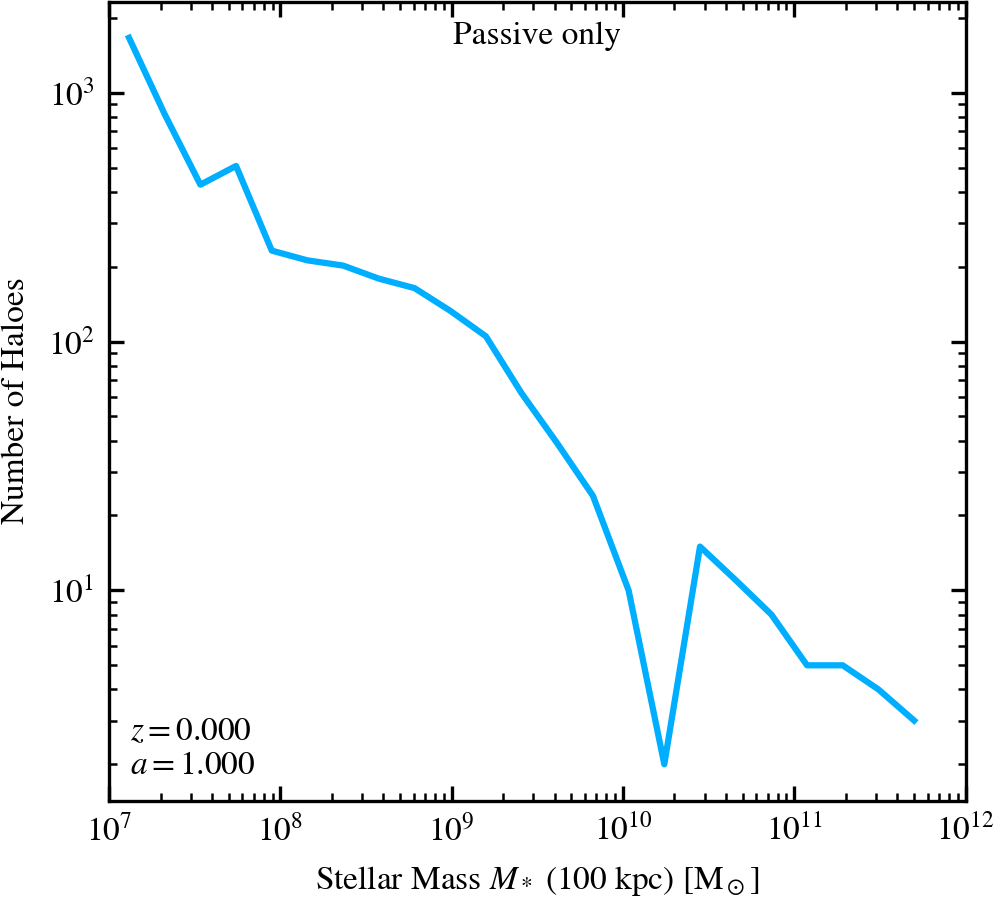 Passive only
10³
10²
10¹
Number of Haloes
z = 0.000
a = 1.000
10⁷ 10⁸ 10⁹ 10¹⁰ 10¹¹ 10¹²
Stellar Mass M* (100 kpc) [M⊙]